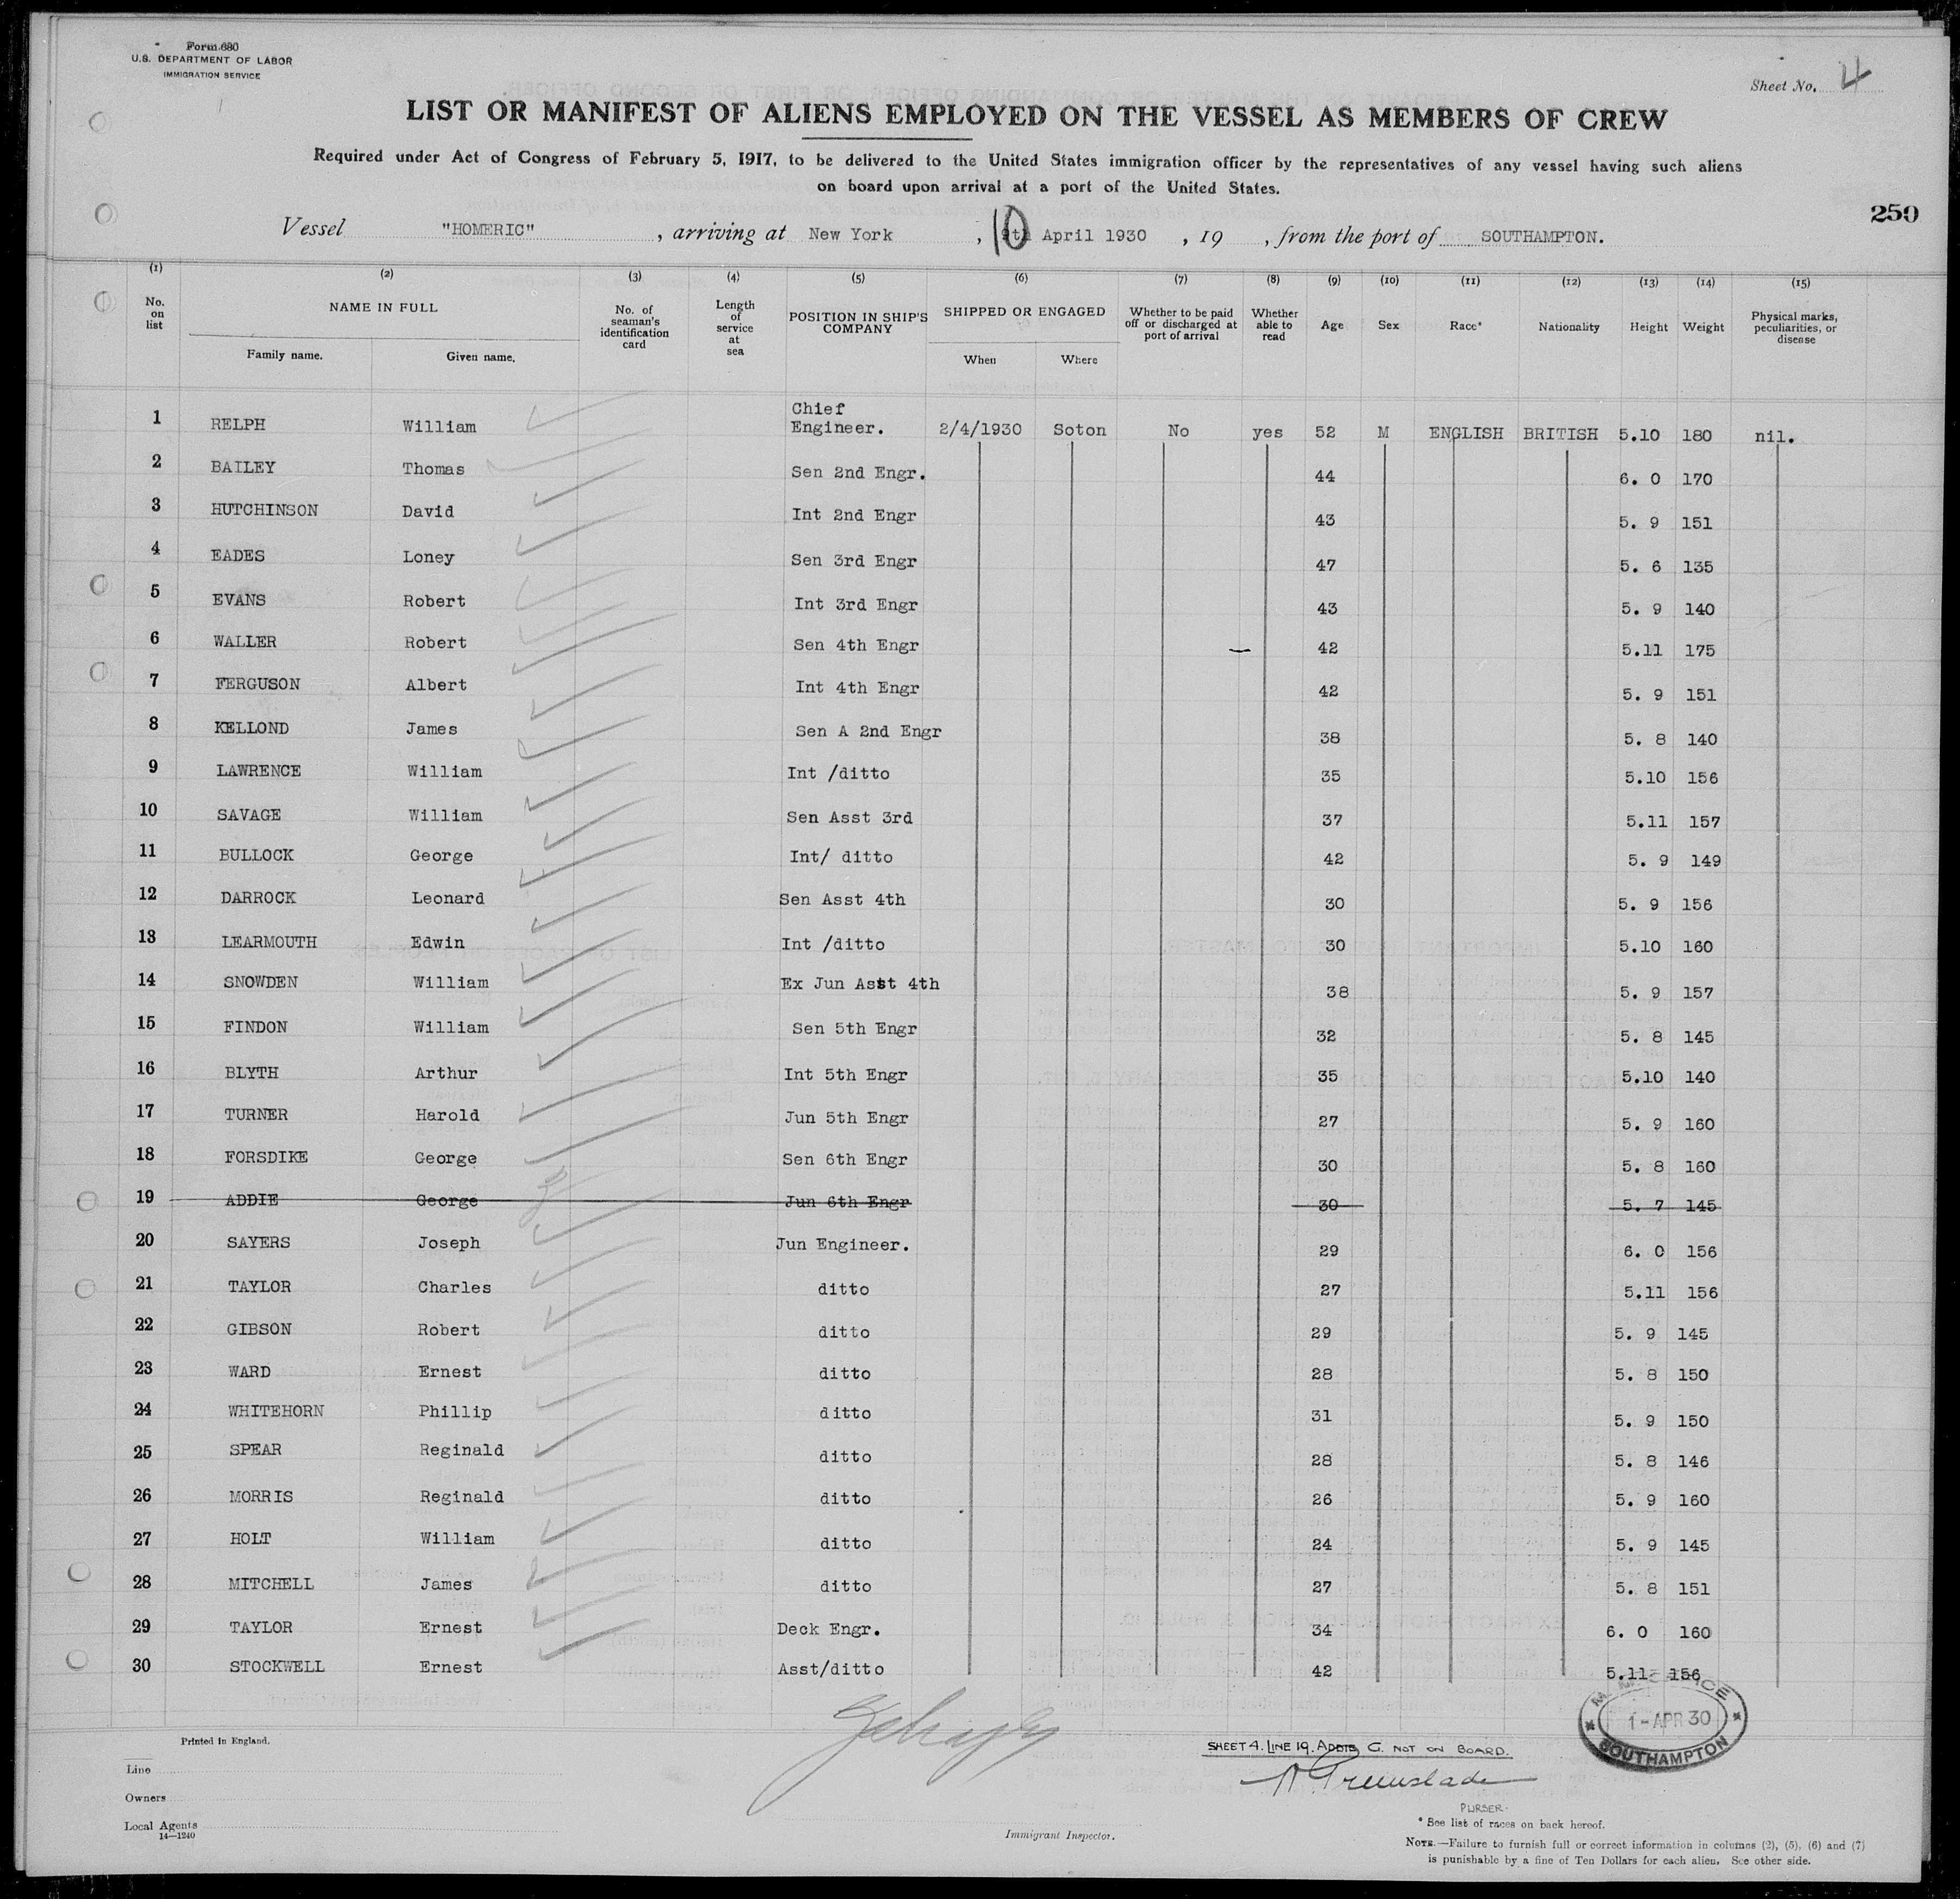 Form 680
U.S. DEPARTMENT OF LABOR
IMMIGRATION SERVICE
Sheet No. 4
LIST OR MANIFEST OF ALIENS EMPLOYED ON THE VESSEL AS MEMBERS OF CREW
Required under Act of Congress of February 5, 1917, to be delivered to the United States immigration officer by the representatives of any vessel having such aliens
on board upon arrival at a port of the United States.
250
Vessel "HOMERIC" , arriving at New York , 10 April 1930 , 19 , from the port of SOUTHAMPTON.
(1) (2) (3) (4) (5) (6) (7) (8) (9) (10) (11) (12) (13) (14) (15)
No. on list NAME IN FULL Family name. Given name. No. of seaman's identification card Length of service at sea POSITION IN SHIP'S COMPANY SHIPPED OR ENGAGED When Where Whether to be paid off or discharged at port of arrival Whether able to read Age Sex Race* Nationality Height Weight Physical marks, peculiarities, or disease
1 RELPH William Chief Engineer. 2/4/1930 Soton No yes 52 M ENGLISH BRITISH 5.10 180 nil.
2 BAILEY Thomas Sen 2nd Engr. 44 6. 0 170
3 HUTCHINSON David Int 2nd Engr 43 5. 9 151
4 EADES Loney Sen 3rd Engr 47 5. 6 135
5 EVANS Robert Int 3rd Engr 43 5. 9 140
6 WALLER Robert Sen 4th Engr 42 5.11 175
7 FERGUSON Albert Int 4th Engr 42 5. 9 151
8 KELLOND James Sen A 2nd Engr 38 5. 8 140
9 LAWRENCE William Int /ditto 35 5.10 156
10 SAVAGE William Sen Asst 3rd 37 5.11 157
11 BULLOCK George Int/ ditto 42 5. 9 149
12 DARROCK Leonard Sen Asst 4th 30 5. 9 156
13 LEARMOUTH Edwin Int /ditto 30 5.10 160
14 SNOWDEN William Ex Jun Asst 4th 38 5. 9 157
15 FINDON William Sen 5th Engr 32 5. 8 145
16 BLYTH Arthur Int 5th Engr 35 5.10 140
17 TURNER Harold Jun 5th Engr 27 5. 9 160
18 FORSDIKE George Sen 6th Engr 30 5. 8 160
19 ADDIE George Jun 6th Engr 30 5. 7 145
20 SAYERS Joseph Jun Engineer. 29 6. 0 156
21 TAYLOR Charles ditto 27 5.11 156
22 GIBSON Robert ditto 29 5. 9 145
23 WARD Ernest ditto 28 5. 8 150
24 WHITEHORN Phillip ditto 31 5. 9 150
25 SPEAR Reginald ditto 28 5. 8 146
26 MORRIS Reginald ditto 26 5. 9 160
27 HOLT William ditto 24 5. 9 145
28 MITCHELL James ditto 27 5. 8 151
29 TAYLOR Ernest Deck Engr. 34 6. 0 160
30 STOCKWELL Ernest Asst/ditto 42 5.11 156
1-APR 30
SOUTHAMPTON
Printed in England.
SHEET 4. LINE 19. G. NOT ON BOARD.
Line
Greenslade
Owners
PURSER
Local Agents
14—1240
Immigrant Inspector.
* See list of races on back hereof.
NOTE.—Failure to furnish full or correct information in columns (2), (5), (6) and (7)
is punishable by a fine of Ten Dollars for each alien. See other side.